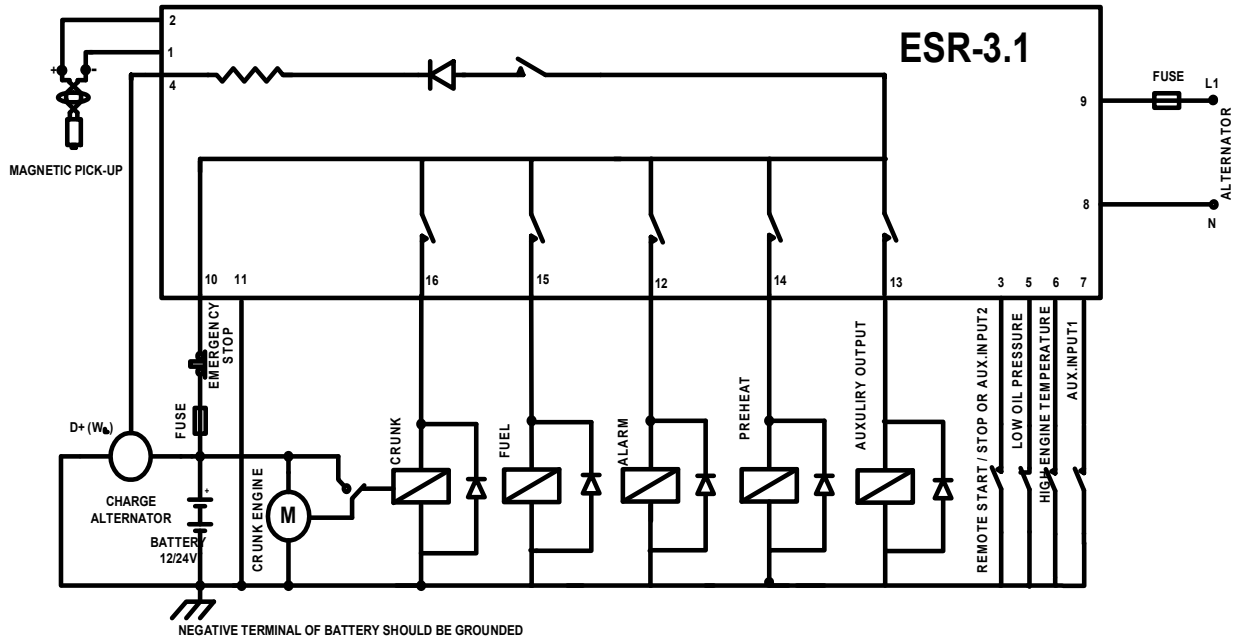 2
ESR-3.1
1
+
-
4
FUSE
L1
9
ALTERNATOR
MAGNETIC PICK-UP
8
N
10
11
16
15
12
14
13
3
5
6
7
EMERGENCY
STOP
FUSE
D+ (W)
CHARGE
ALTERNATOR
+
BATTERY
12/24V
CRUNK ENGINE
M
CRUNK
FUEL
ALARM
PREHEAT
AUXULIRY OUTPUT
REMOTE START / STOP OR AUX.INPUT2
LOW OIL PRESSURE
HIGH ENGINE TEMPERATURE
AUX.INPUT1
NEGATIVE TERMINAL OF BATTERY SHOULD BE GROUNDED